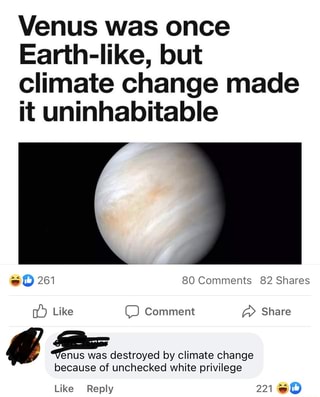 Venus was once
Earth-like, but
climate change made
it uninhabitable
261 80 Comments 82 Shares
Like Comment Share
Venus was destroyed by climate change
because of unchecked white privilege
Like Reply 221